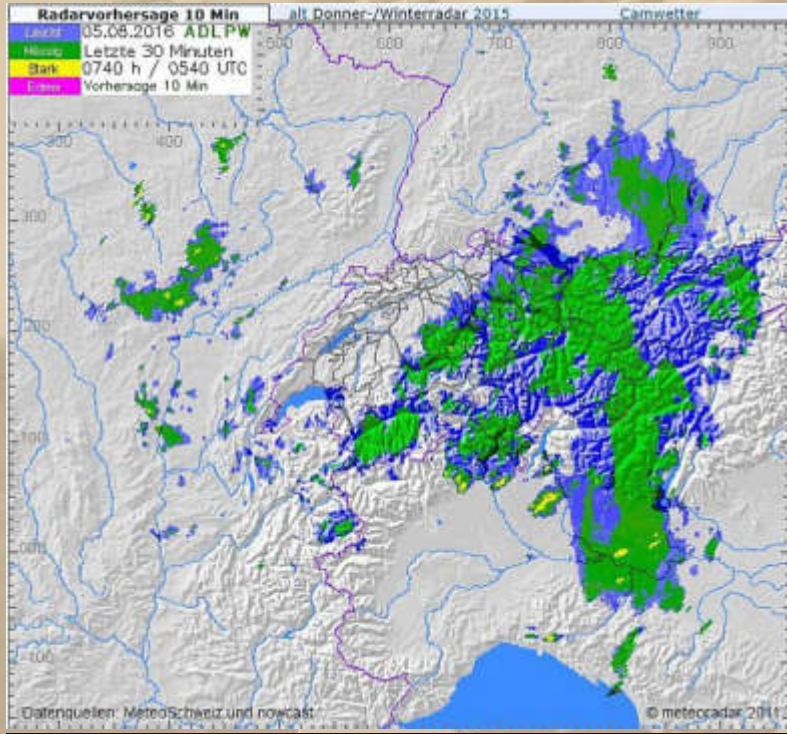 Radarvorhersage 10 Min
alt Donner-/Winterradar 2015
Camwetter
Leicht 05.08.2016 ADLPW
Mässig Letzte 30 Minuten
Stark 0740 h / 0540 UTC
Extrem Vorhersage 10 Min
500 600 700 800 900
300 400
300
200
100
000
100
Datenquellen: MeteoSchweiz und nowcast
© meteoradar 2011